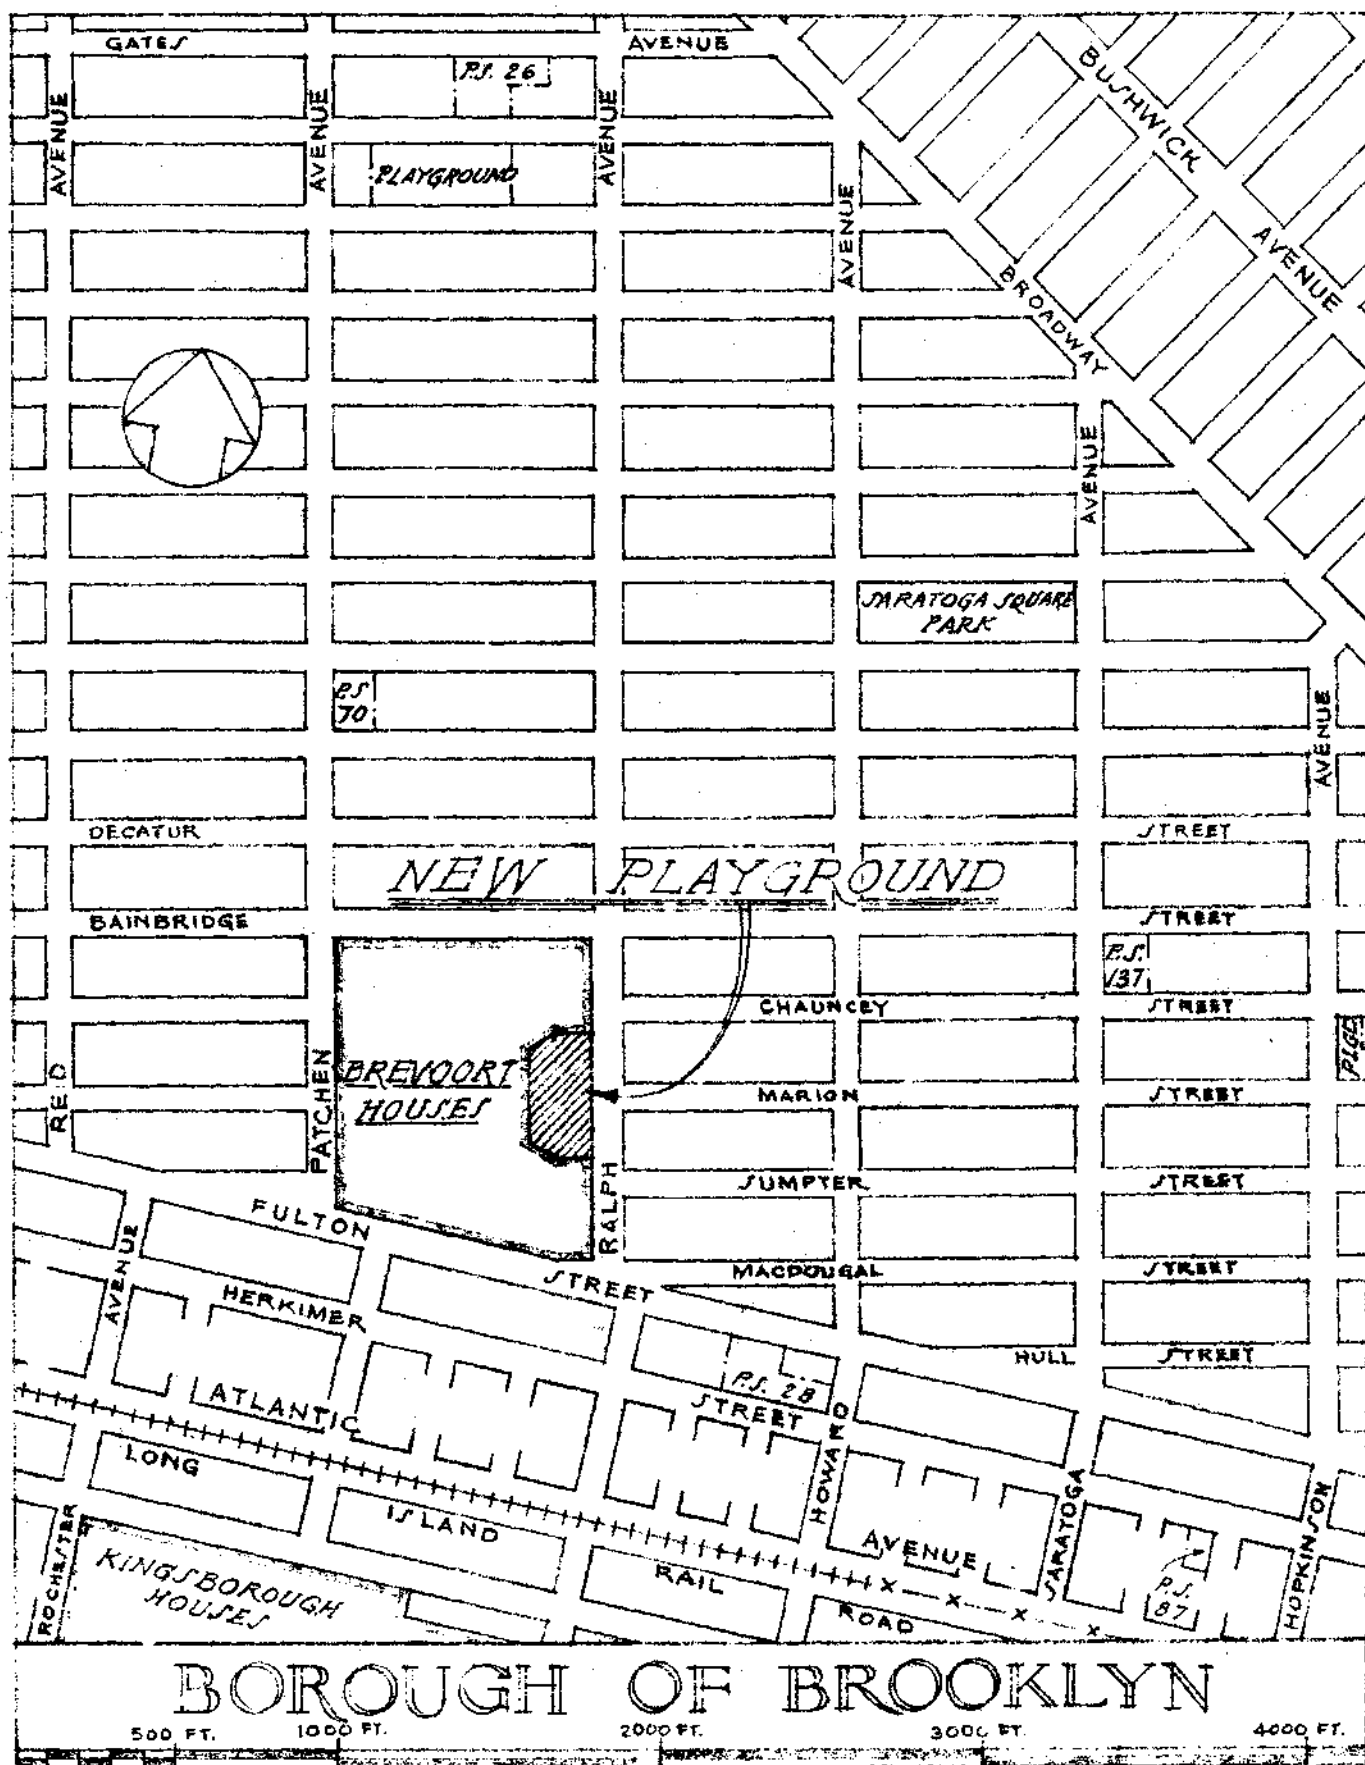 GATES AVENUE
P.S. 26
BUSHWICK AVENUE
AVENUE
AVENUE
AVENUE
PLAYGROUND
AVENUE
BROADWAY
AVENUE
SARATOGA SQUARE
PARK
P.S
70
AVENUE
DECATUR STREET
NEW PLAYGROUND
BAINBRIDGE STREET
P.S.
137
CHAUNCEY STREET
PLGD
REID
PATCHEN
BREVOORT
HOUSES
MARION STREET
RALPH
SUMPTER STREET
FULTON STREET
AVENUE
MACDOUGAL STREET
HERKIMER STREET
HULL STREET
P.S. 28
ATLANTIC AVENUE
HOWARD
LONG ISLAND RAIL ROAD
SARATOGA
HOPKINSON
ROCHESTER
KINGSBOROUGH
HOUSES
P.S.
87
BOROUGH OF BROOKLYN
500 FT. 1000 FT. 2000 FT. 3000 FT. 4000 FT.